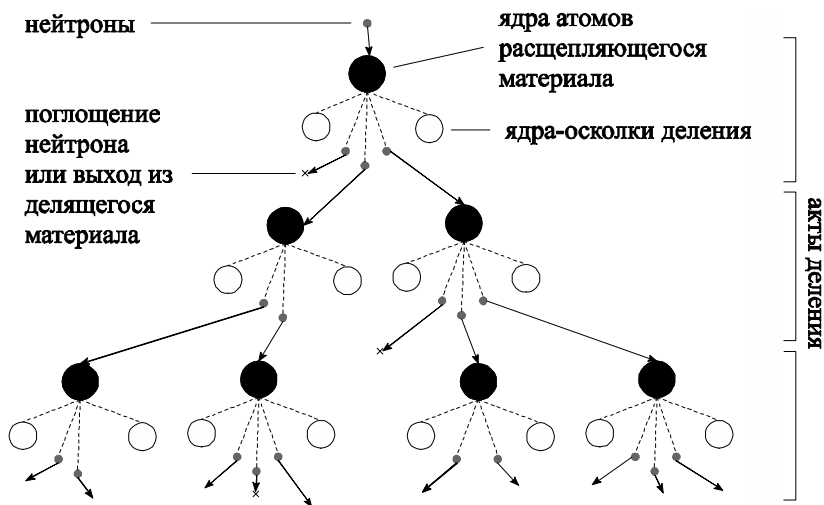 нейтроны
ядра атомов
расщепляющегося
материала
поглощение
нейтрона
или выход из
делящегося
материала
ядра-осколки деления
акты деления